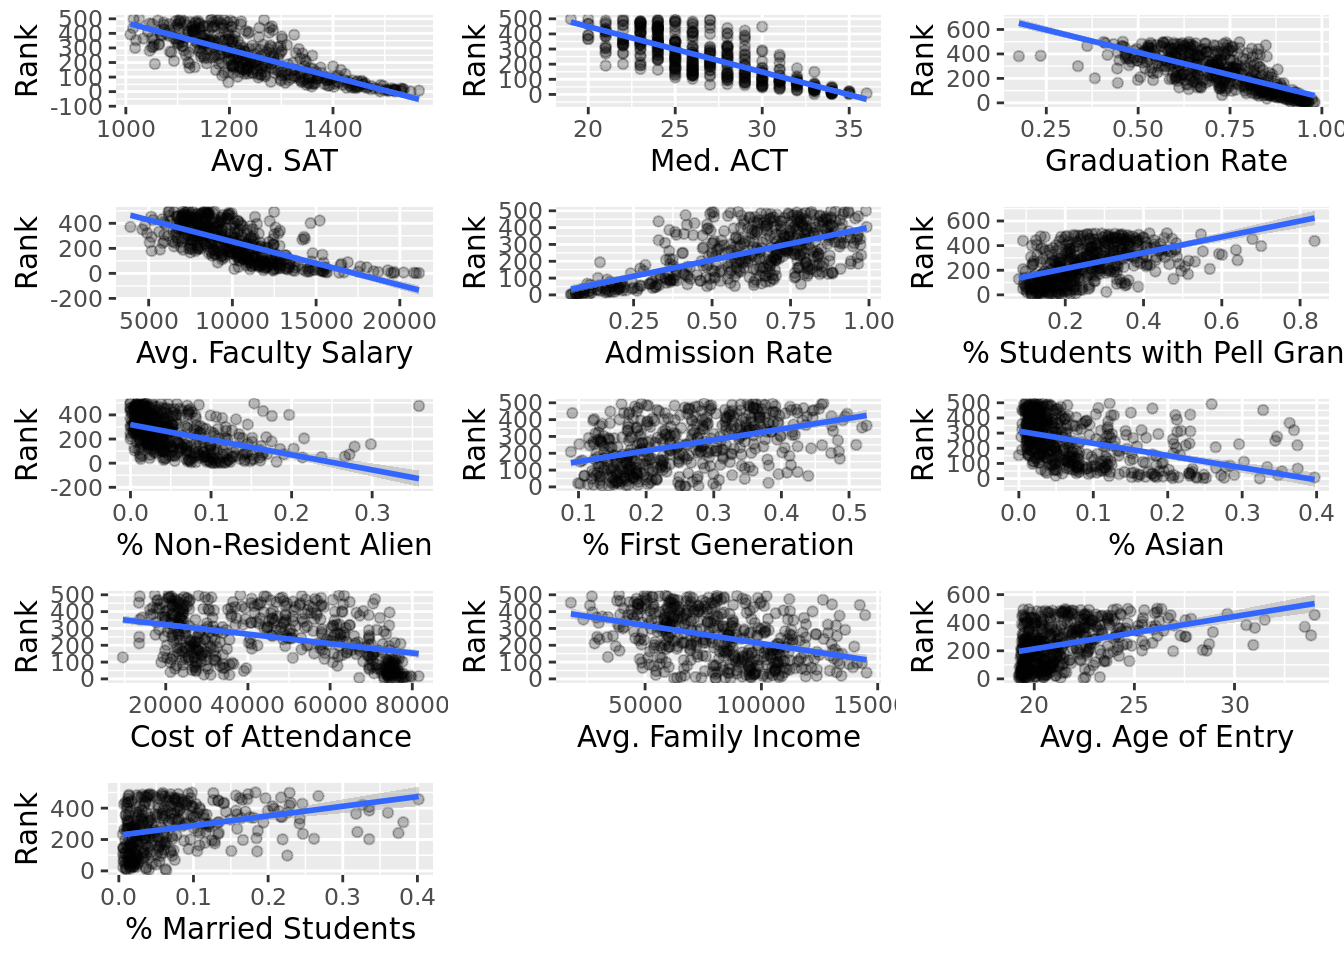 Rank
500
400
300
200
100
0
-100
1000 1200 1400
Avg. SAT
Rank
500
400
300
200
100
0
20 25 30 35
Med. ACT
Rank
600
400
200
0
0.25 0.50 0.75 1.00
Graduation Rate
Rank
400
200
0
-200
5000 10000 15000 20000
Avg. Faculty Salary
Rank
500
400
300
200
100
0
0.25 0.50 0.75 1.00
Admission Rate
Rank
600
400
200
0
0.2 0.4 0.6 0.8
% Students with Pell Gran
Rank
400
200
0
-200
0.0 0.1 0.2 0.3
% Non-Resident Alien
Rank
500
400
300
200
100
0
0.1 0.2 0.3 0.4 0.5
% First Generation
Rank
500
400
300
200
100
0
0.0 0.1 0.2 0.3 0.4
% Asian
Rank
500
400
300
200
100
0
20000 40000 60000 80000
Cost of Attendance
Rank
500
400
300
200
100
0
50000 100000 15000
Avg. Family Income
Rank
600
400
200
0
20 25 30
Avg. Age of Entry
Rank
400
200
0
0.0 0.1 0.2 0.3 0.4
% Married Students